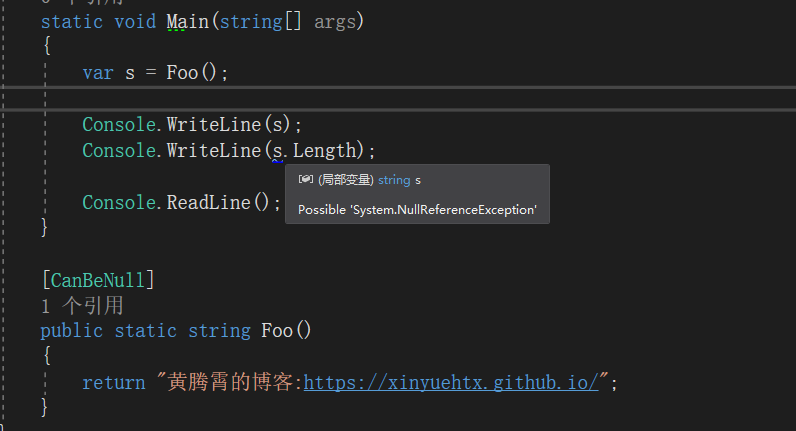 static void Main(string[] args)
{
var s = Foo();
Console.WriteLine(s);
Console.WriteLine(s.Length);
(局部变量) string s
Possible 'System.NullReferenceException'
Console.ReadLine();
}
[CanBeNull]
1 个引用
public static string Foo()
{
return "黄腾霄的博客:https://xinyuehtx.github.io/";
}